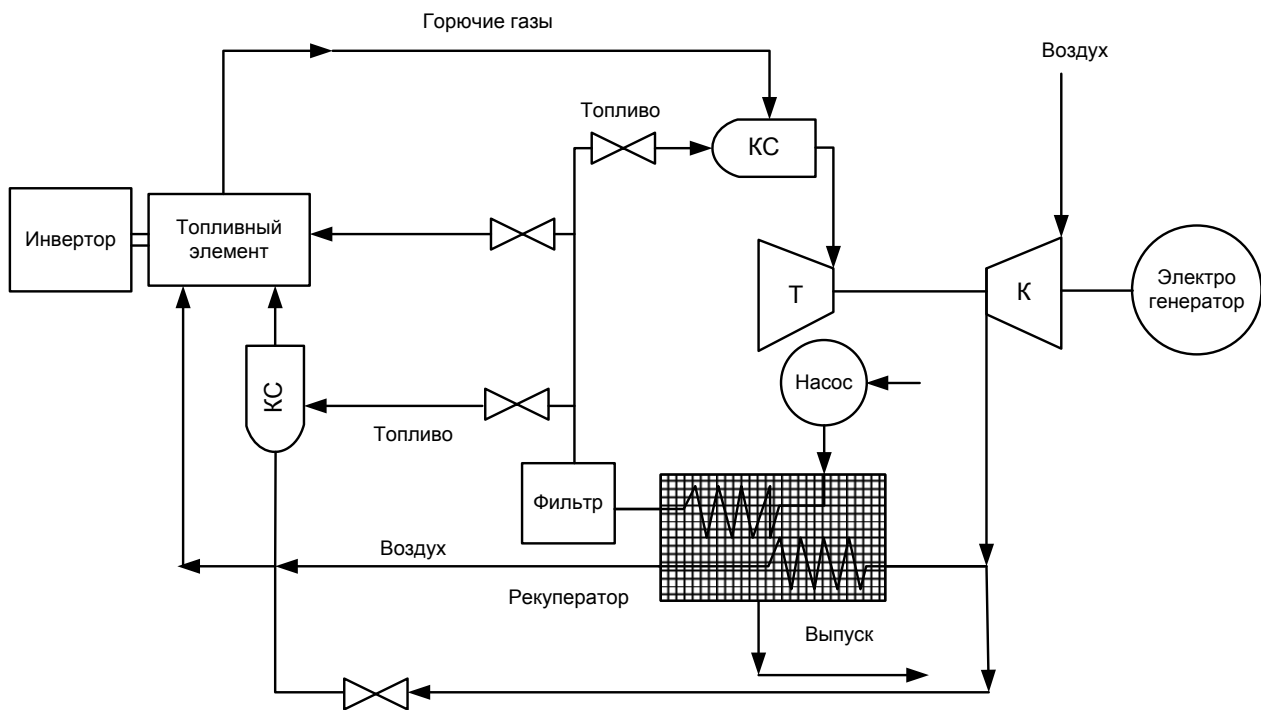 Горючие газы
Воздух
Топливо
КС
Инвертор
Топливный
элемент
Т
К
Электро
генератор
КС
Насос
Топливо
Фильтр
Воздух
Рекуператор
Выпуск